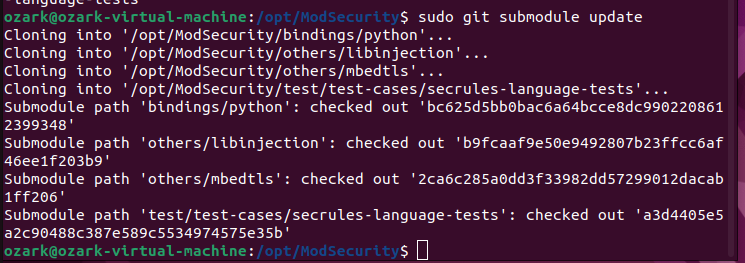 -language-tests'
ozark@ozark-virtual-machine:/opt/ModSecurity$ sudo git submodule update
Cloning into '/opt/ModSecurity/bindings/python'...
Cloning into '/opt/ModSecurity/others/libinjection'...
Cloning into '/opt/ModSecurity/others/mbedtls'...
Cloning into '/opt/ModSecurity/test/test-cases/secrules-language-tests'...
Submodule path 'bindings/python': checked out 'bc625d5bb0bac6a64bcce8dc990220861
2399348'
Submodule path 'others/libinjection': checked out 'b9fcaaf9e50e9492807b23ffcc6af
46ee1f203b9'
Submodule path 'others/mbedtls': checked out '2ca6c285a0dd3f33982dd57299012dacab
1ff206'
Submodule path 'test/test-cases/secrules-language-tests': checked out 'a3d4405e5
a2c90488c387e589c5534974575e35b'
ozark@ozark-virtual-machine:/opt/ModSecurity$